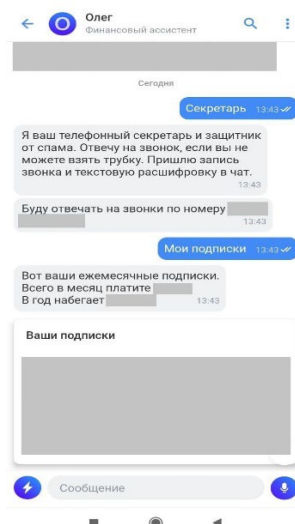 Олег
Финансовый ассистент
Сегодня
Секретарь 13:43
Я ваш телефонный секретарь и защитник
от спама. Отвечу на звонок, если вы не
можете взять трубку. Пришлю запись
звонка и текстовую расшифровку в чат.
13:43
Буду отвечать на звонки по номеру
13:43
Мои подписки 13:43
Вот ваши ежемесячные подписки.
Всего в месяц платите
В год набегает 13:43
Ваши подписки
Сообщение